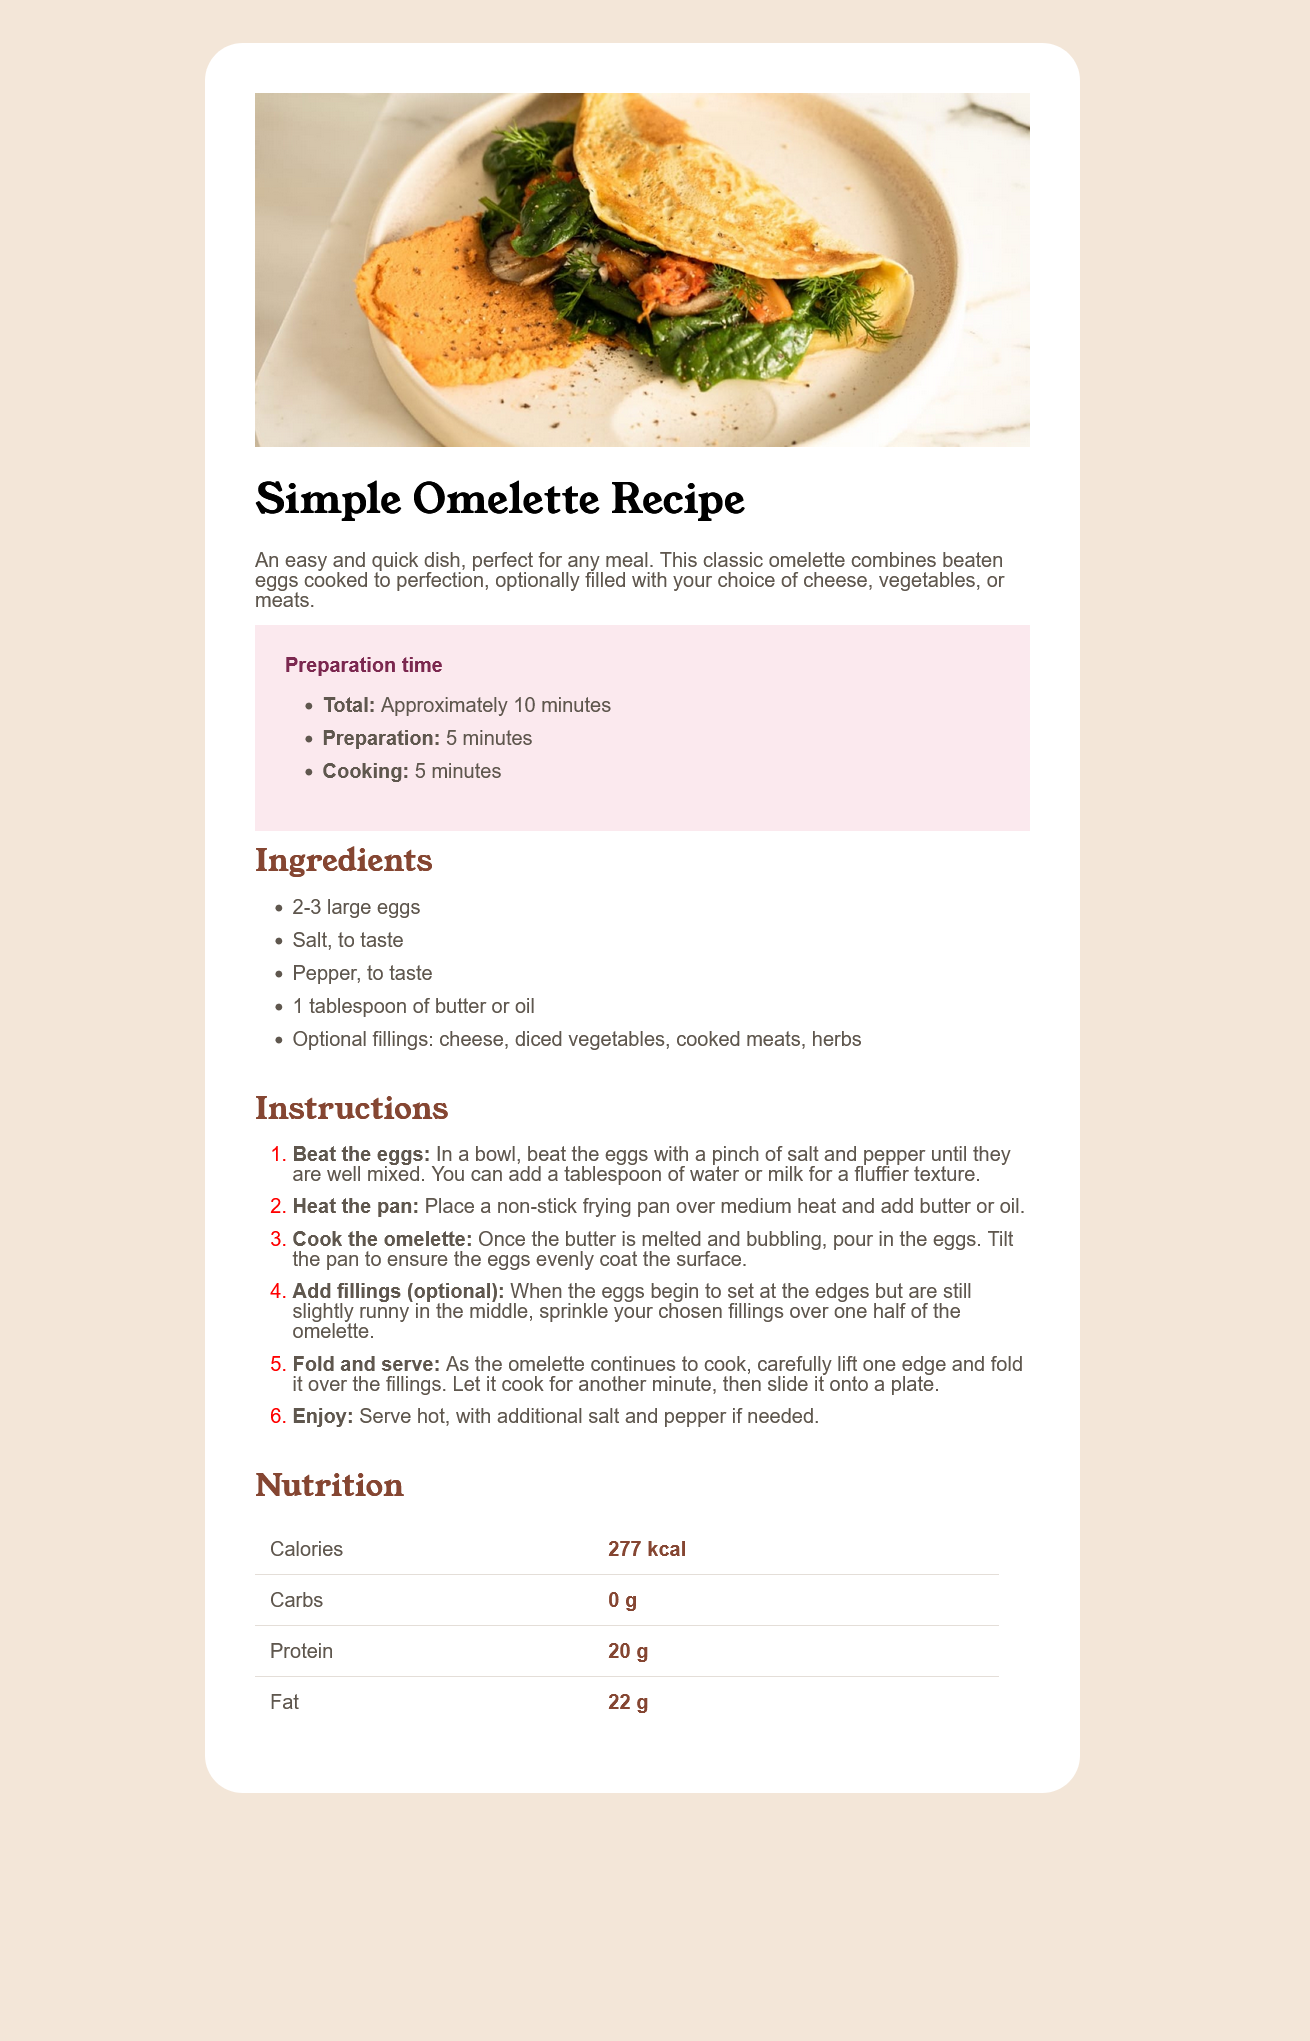 Simple Omelette Recipe
An easy and quick dish, perfect for any meal. This classic omelette combines beaten
eggs cooked to perfection, optionally filled with your choice of cheese, vegetables, or
meats.
Preparation time
• Total: Approximately 10 minutes
• Preparation: 5 minutes
• Cooking: 5 minutes
Ingredients
• 2-3 large eggs
• Salt, to taste
• Pepper, to taste
• 1 tablespoon of butter or oil
• Optional fillings: cheese, diced vegetables, cooked meats, herbs
Instructions
1. Beat the eggs: In a bowl, beat the eggs with a pinch of salt and pepper until they
are well mixed. You can add a tablespoon of water or milk for a fluffier texture.
2. Heat the pan: Place a non-stick frying pan over medium heat and add butter or oil.
3. Cook the omelette: Once the butter is melted and bubbling, pour in the eggs. Tilt
the pan to ensure the eggs evenly coat the surface.
4. Add fillings (optional): When the eggs begin to set at the edges but are still
slightly runny in the middle, sprinkle your chosen fillings over one half of the
omelette.
5. Fold and serve: As the omelette continues to cook, carefully lift one edge and fold
it over the fillings. Let it cook for another minute, then slide it onto a plate.
6. Enjoy: Serve hot, with additional salt and pepper if needed.
Nutrition
Calories 277 kcal
Carbs 0 g
Protein 20 g
Fat 22 g